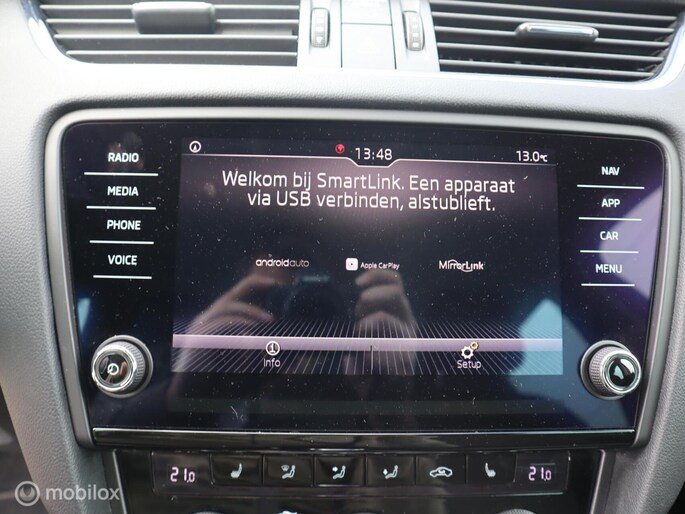 13:48
13.0°C
RADIO
MEDIA
PHONE
VOICE
NAV
APP
CAR
MENU
Welkom bij SmartLink. Een apparaat
via USB verbinden, alstublieft.
androidauto
Apple CarPlay
MirrorLink
Info
Setup
21.0
21.0
mobilox